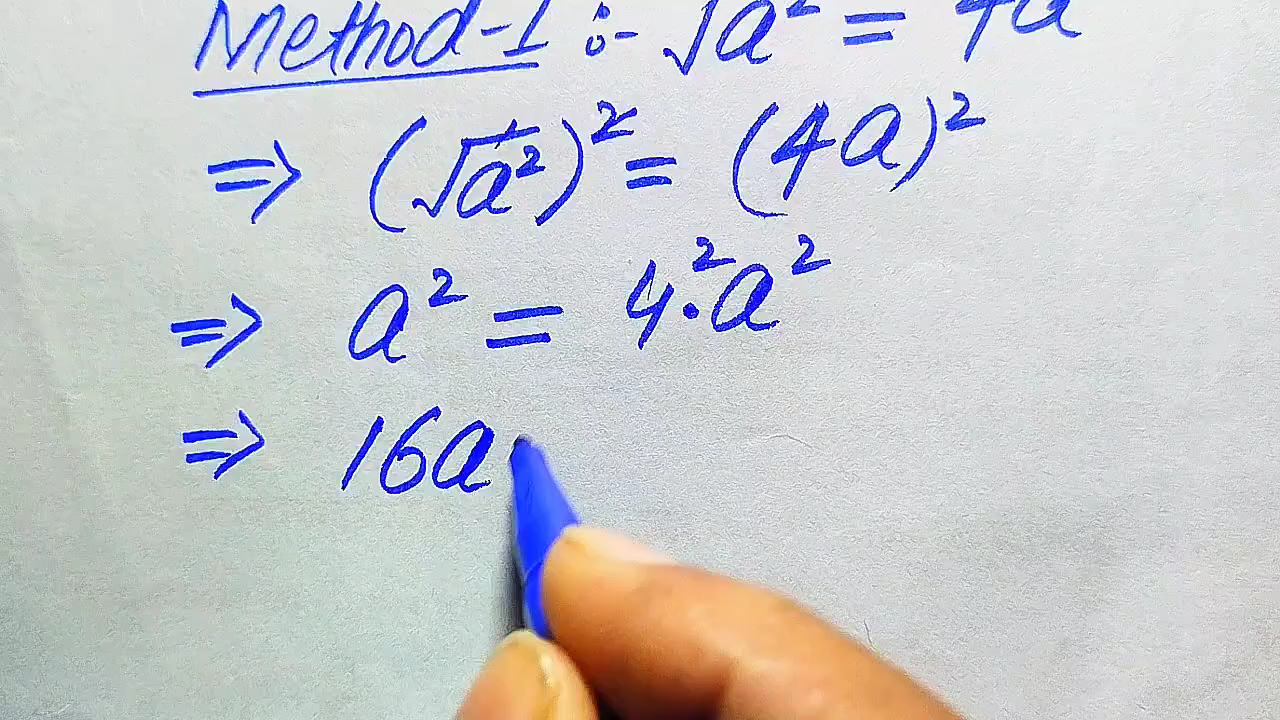 Method-1 :- √a² = 4a
⇒ (√a²)² = (4a)²
⇒ a² = 4²·a²
⇒ 16a